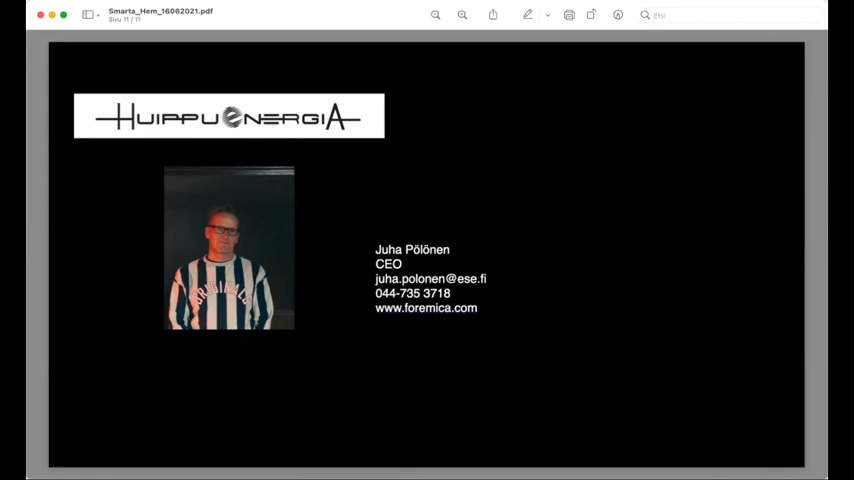 Smarta_Hem_16062021.pdf
Sivu 11 / 11
Etsi
HUIPPUENERGIA
ORIGINALS
Juha Pölönen
CEO
juha.polonen@ese.fi
044-735 3718
www.foremica.com